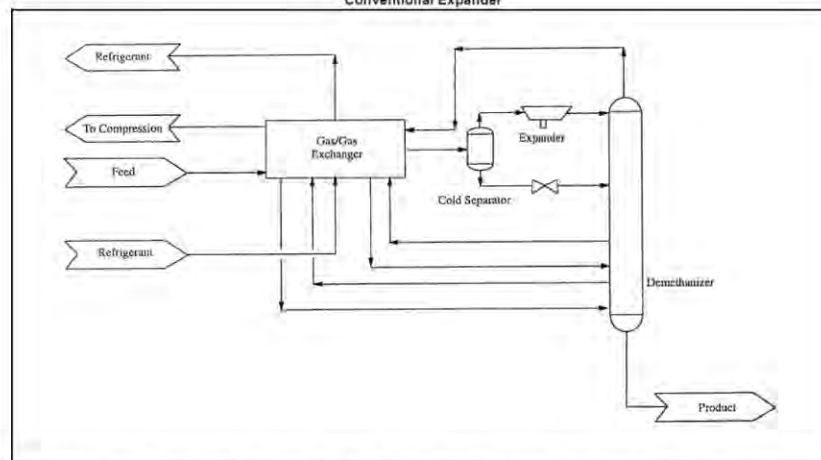 Conventional Expander
Refrigerant
To Compression
Gas/Gas
Exchanger
Expander
Feed
Cold Separator
Refrigerant
Demethanizer
Product